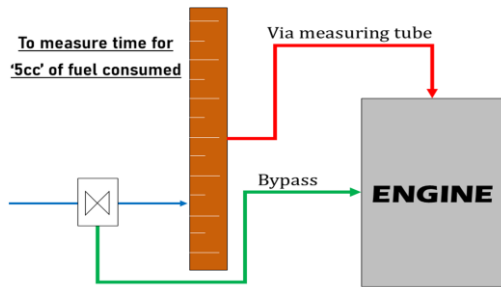 To measure time for
‘5cc’ of fuel consumed
Via measuring tube
Bypass
ENGINE